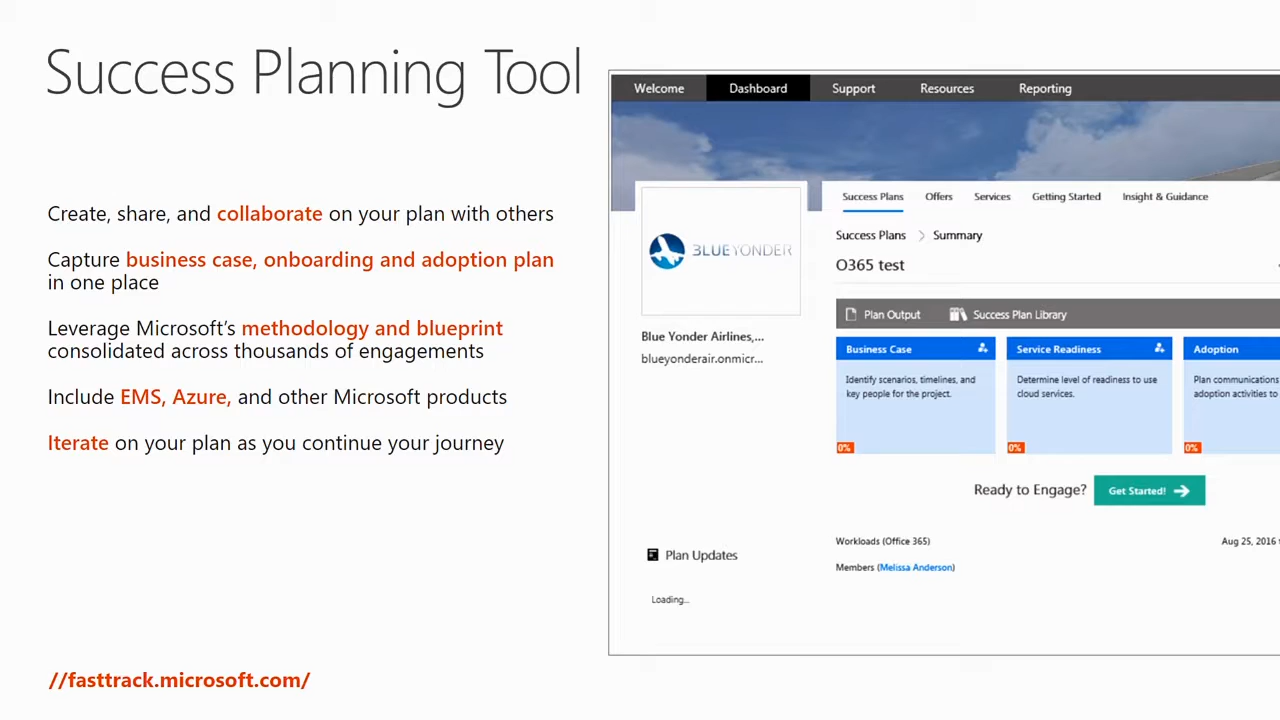 Success Planning Tool
Create, share, and collaborate on your plan with others
Capture business case, onboarding and adoption plan
in one place
Leverage Microsoft's methodology and blueprint
consolidated across thousands of engagements
Include EMS, Azure, and other Microsoft products
Iterate on your plan as you continue your journey
//fasttrack.microsoft.com/
Welcome Dashboard Support Resources Reporting
Success Plans Offers Services Getting Started Insight & Guidance
BLUEYONDER
Blue Yonder Airlines,...
blueyonderair.onmicr...
Success Plans > Summary
O365 test
Plan Output Success Plan Library
Business Case
Identify scenarios, timelines, and
key people for the project.
0%
Service Readiness
Determine level of readiness to use
cloud services.
0%
Adoption
Plan communications
adoption activities to
0%
Ready to Engage? Get Started!
Workloads (Office 365) Aug 25, 2016
Members (Melissa Anderson)
Plan Updates
Loading...